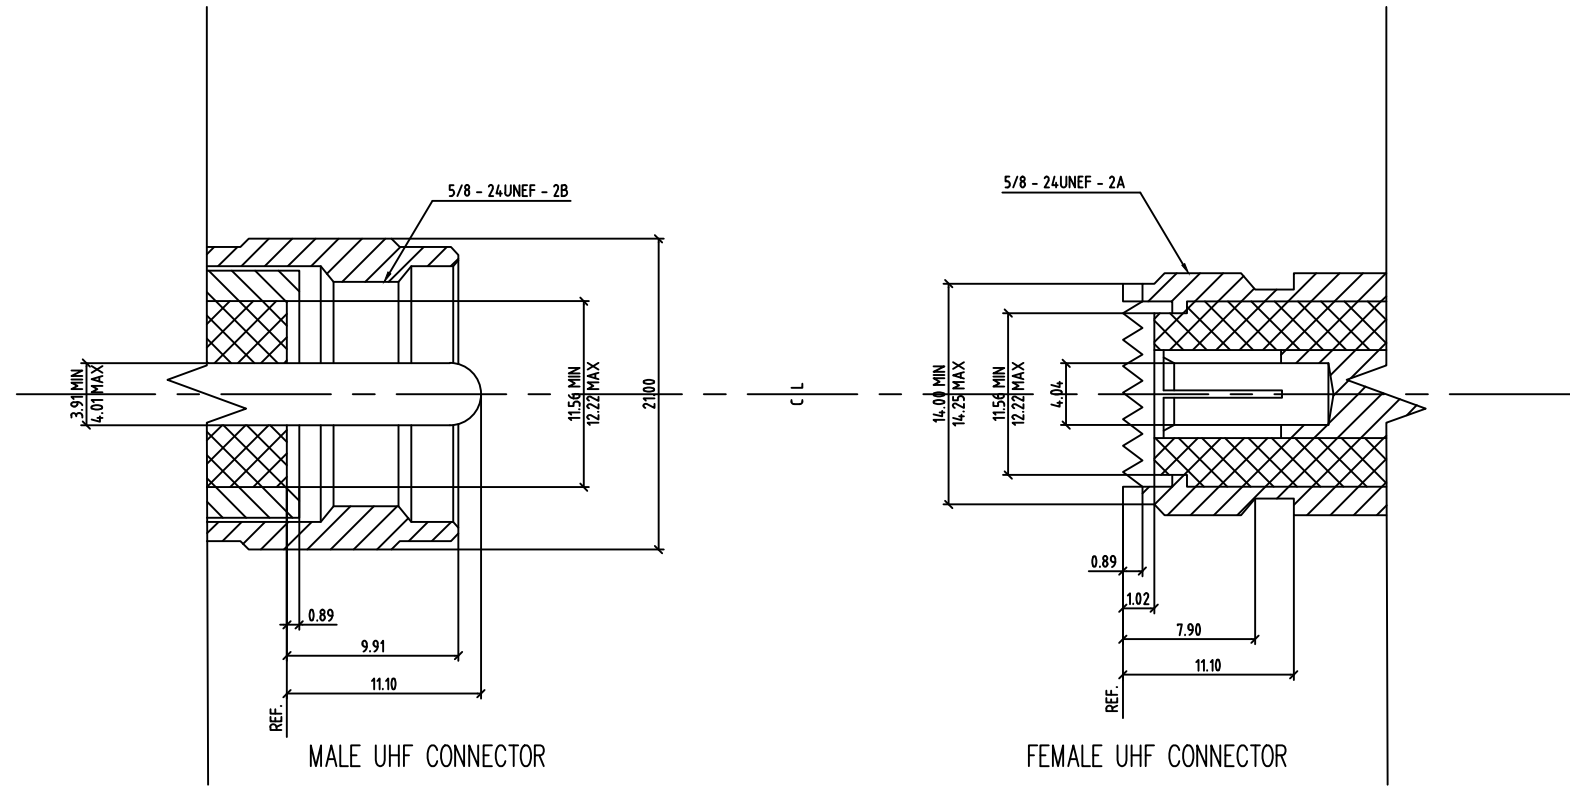 5/8 - 24UNEF - 2B
3.91 MIN
4.01 MAX
11.56 MIN
12.22 MAX
21.00
0.89
9.91
11.10
REF.
MALE UHF CONNECTOR
C L
5/8 - 24UNEF - 2A
14.00 MIN
14.25 MAX
11.56 MIN
12.22 MAX
4.04
0.89
1.02
7.90
11.10
REF.
FEMALE UHF CONNECTOR